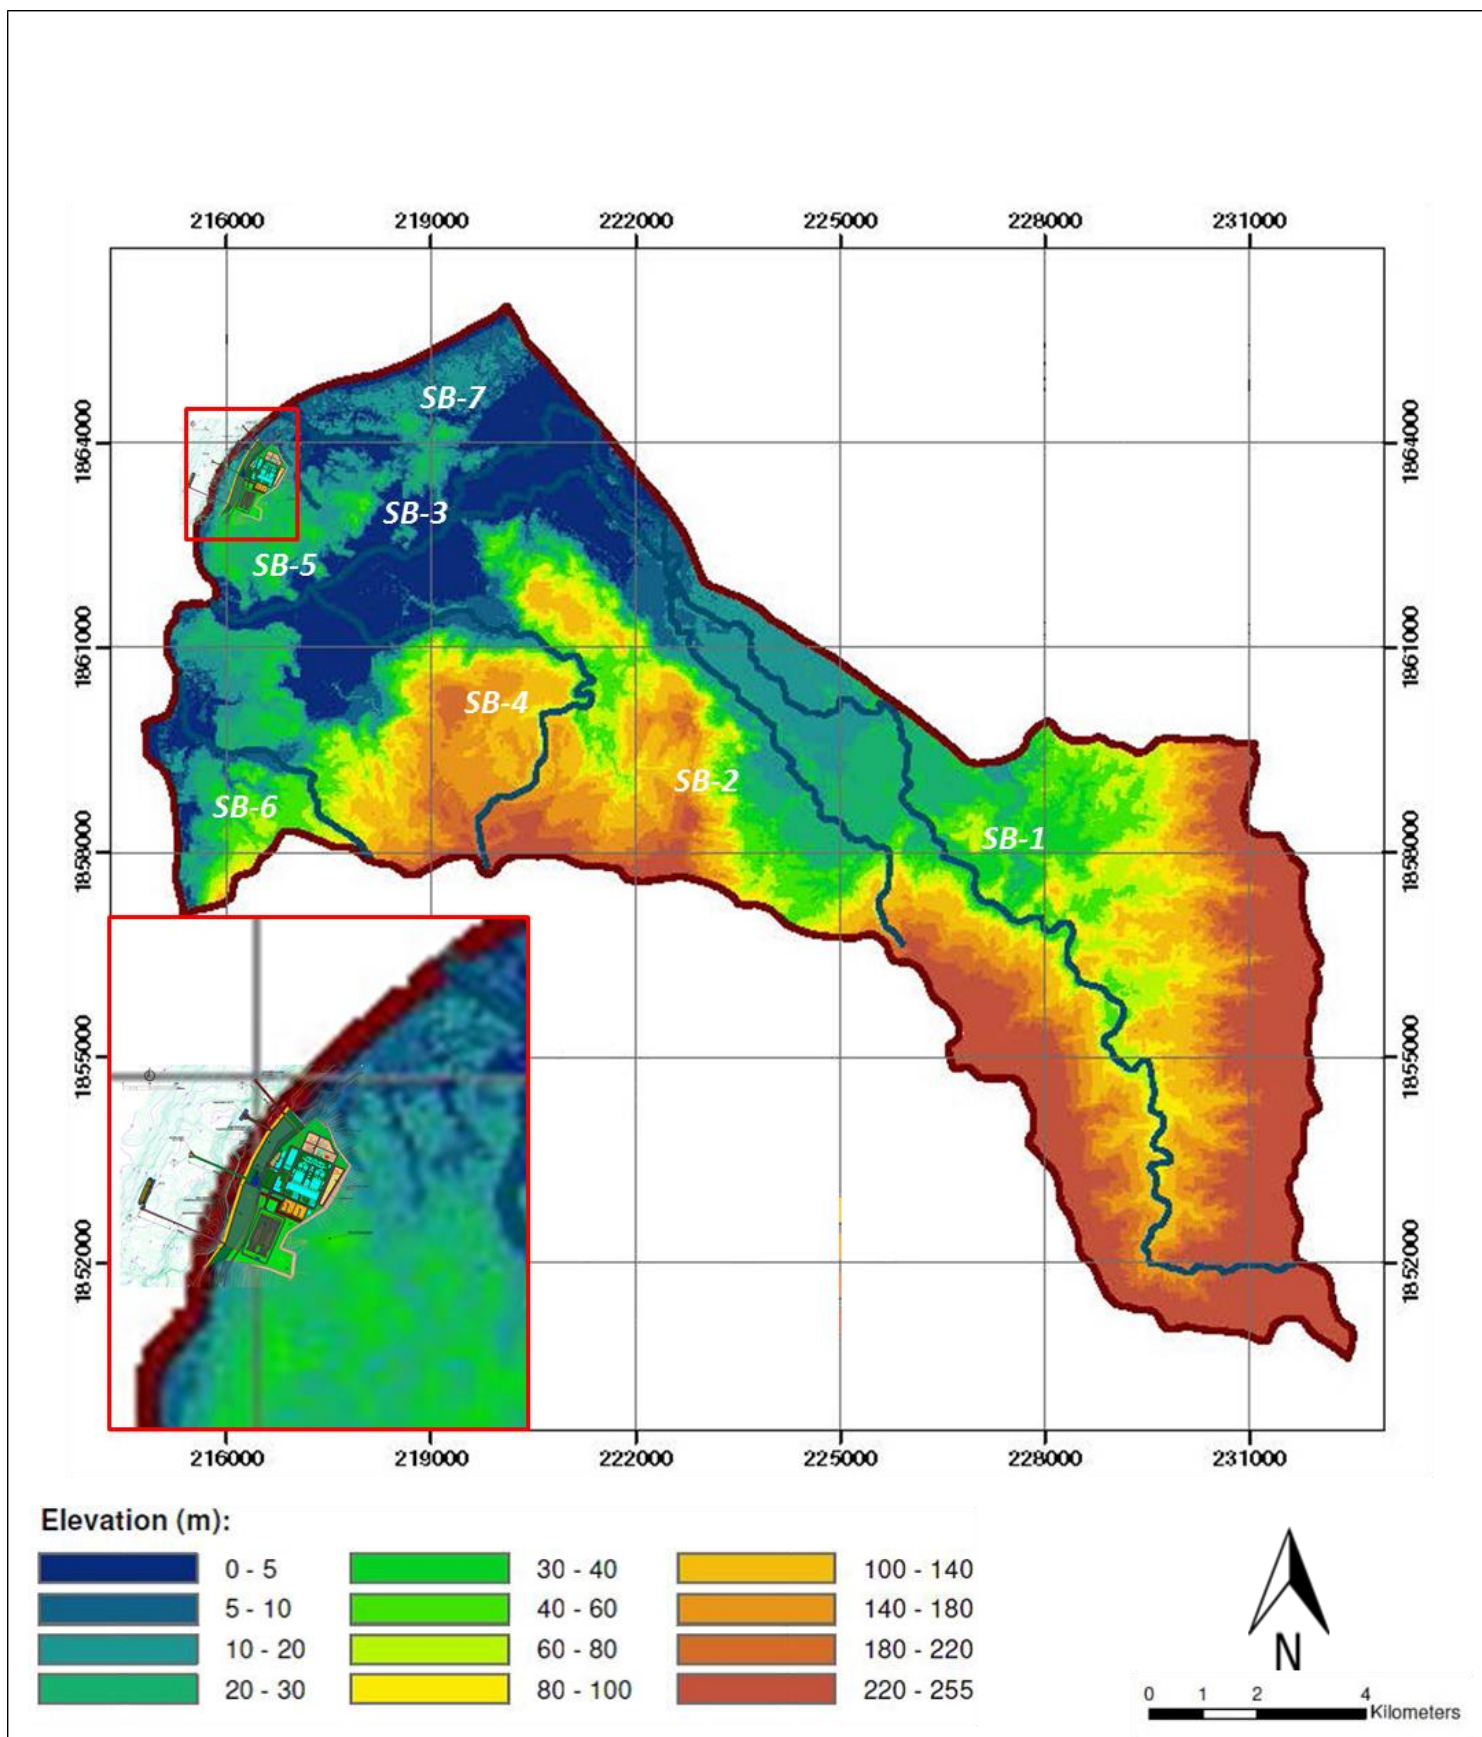 216000 219000 222000 225000 228000 231000
SB-7
1864000 1864000
SB-3
SB-5
1861000 1861000
SB-4
SB-2
SB-6
SB-1
1858000 1858000
1855000 1855000
1852000 1852000
216000 219000 222000 225000 228000 231000
Elevation (m):
0 - 5 30 - 40 100 - 140
5 - 10 40 - 60 140 - 180
10 - 20 60 - 80 180 - 220
20 - 30 80 - 100 220 - 255
N
0 1 2 4
Kilometers